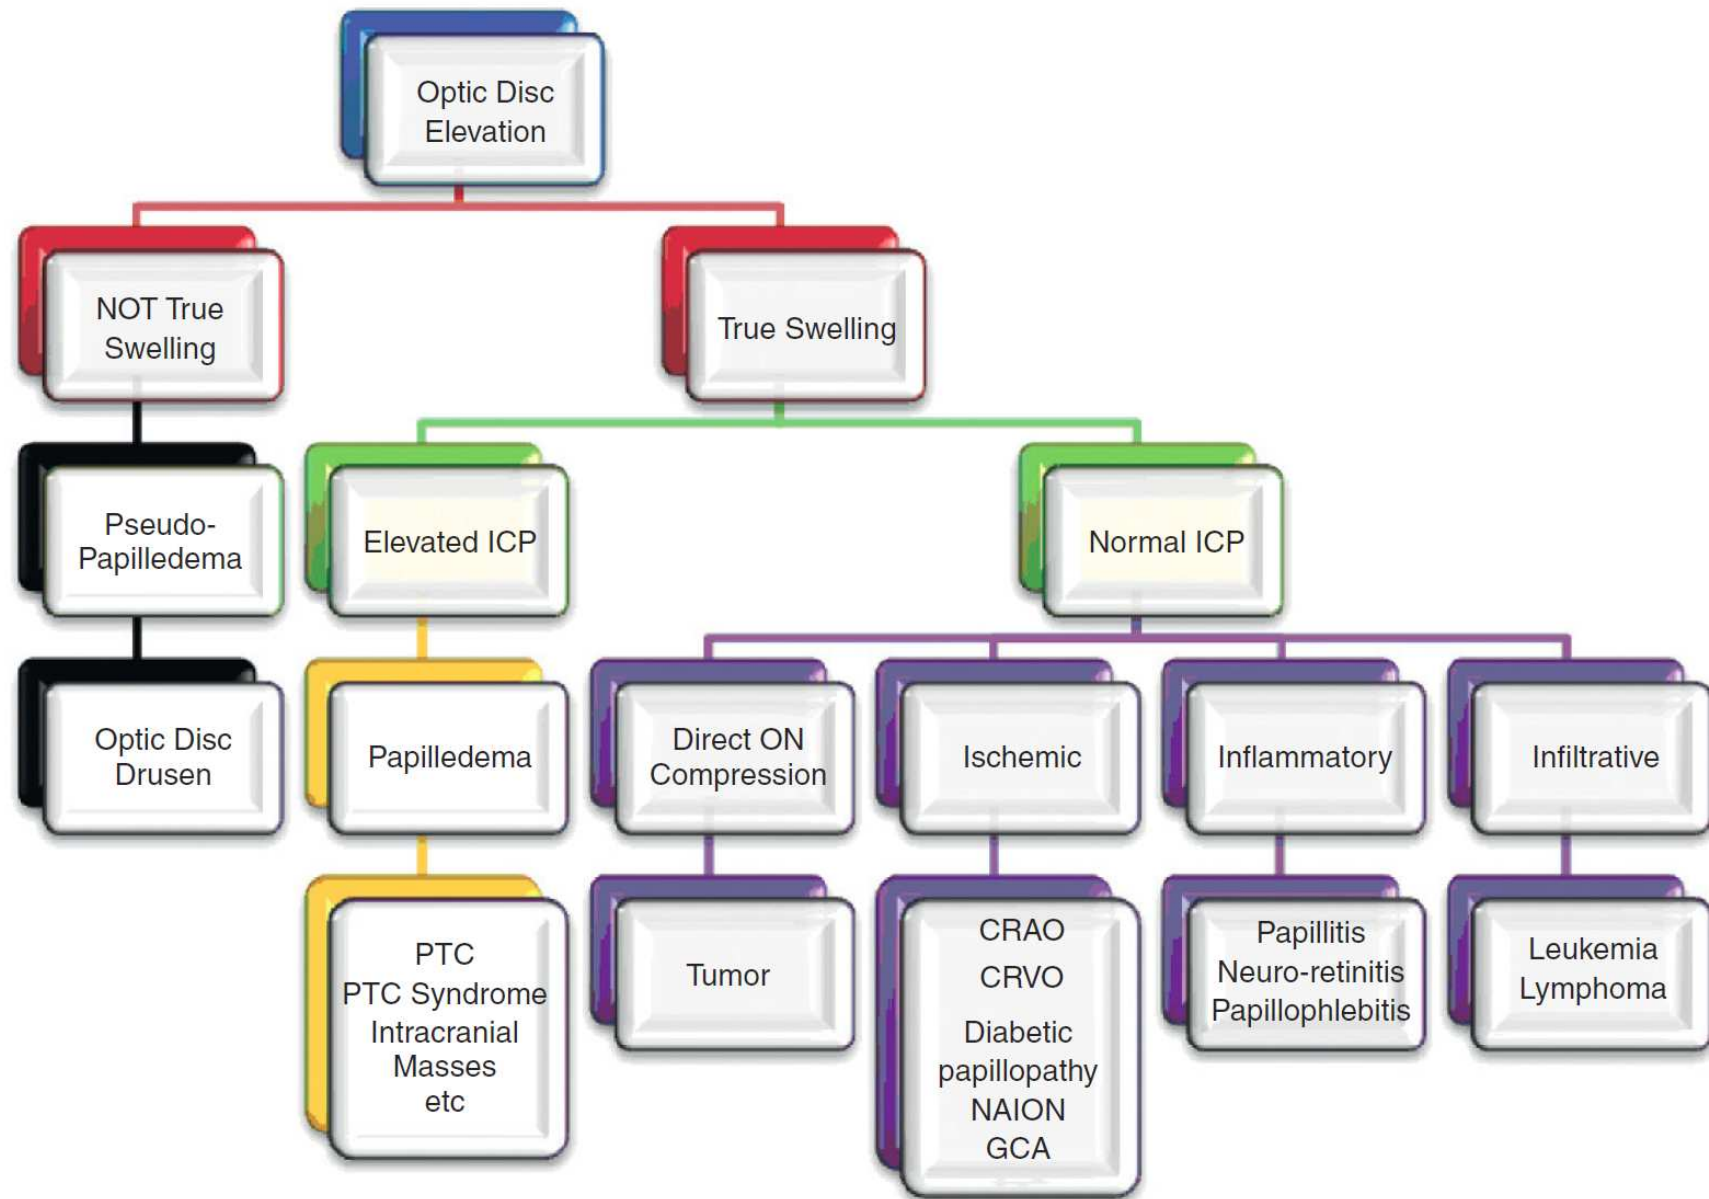 Optic Disc
Elevation
NOT True
Swelling
True Swelling
Pseudo-
Papilledema
Elevated ICP
Normal ICP
Optic Disc
Drusen
Papilledema
Direct ON
Compression
Ischemic
Inflammatory
Infiltrative
PTC
PTC Syndrome
Intracranial
Masses
etc
Tumor
CRAO
CRVO
Diabetic
papillopathy
NAION
GCA
Papillitis
Neuro-retinitis
Papillophlebitis
Leukemia
Lymphoma